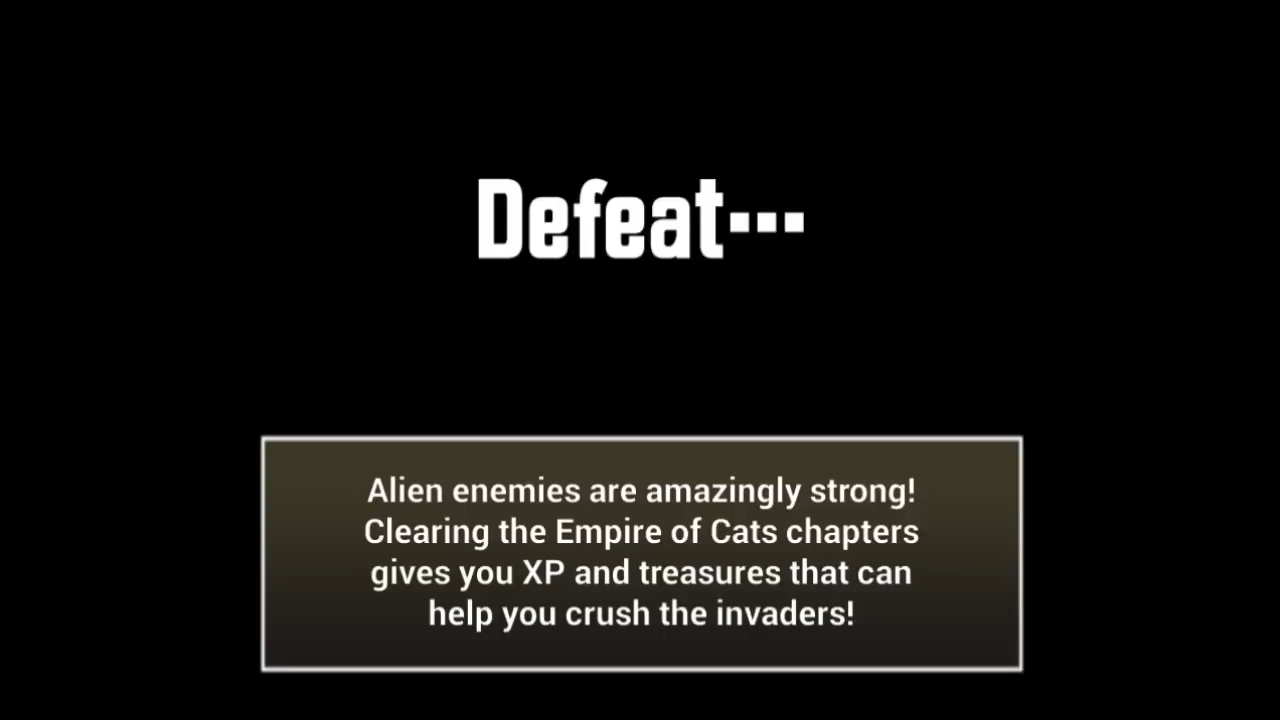 Defeat···
Alien enemies are amazingly strong!
Clearing the Empire of Cats chapters
gives you XP and treasures that can
help you crush the invaders!